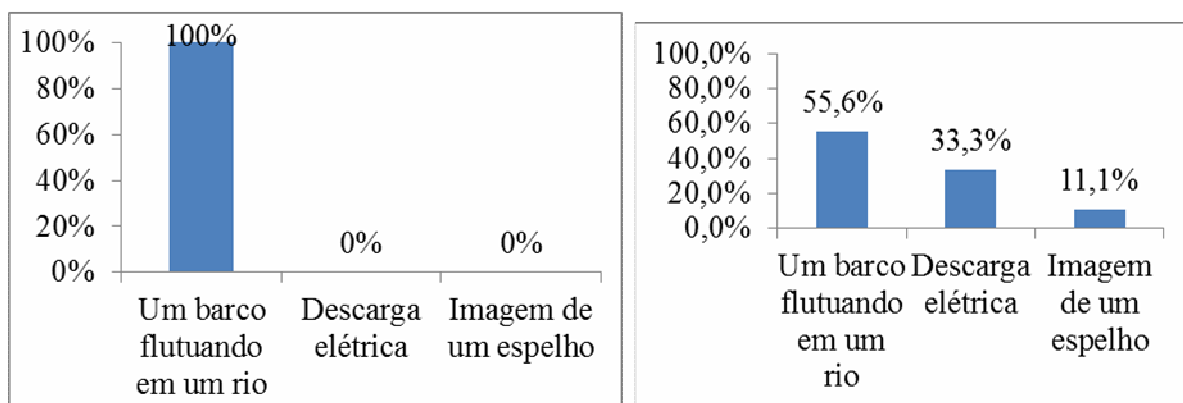 100%
100%
80%
60%
40%
20%
0%
0%
0%
Um barco
flutuando
em um rio
Descarga
elétrica
Imagem de
um espelho
100,0%
80,0%
60,0%
40,0%
20,0%
0,0%
55,6%
33,3%
11,1%
Um barco
flutuando
em um
rio
Descarga
elétrica
Imagem
de um
espelho